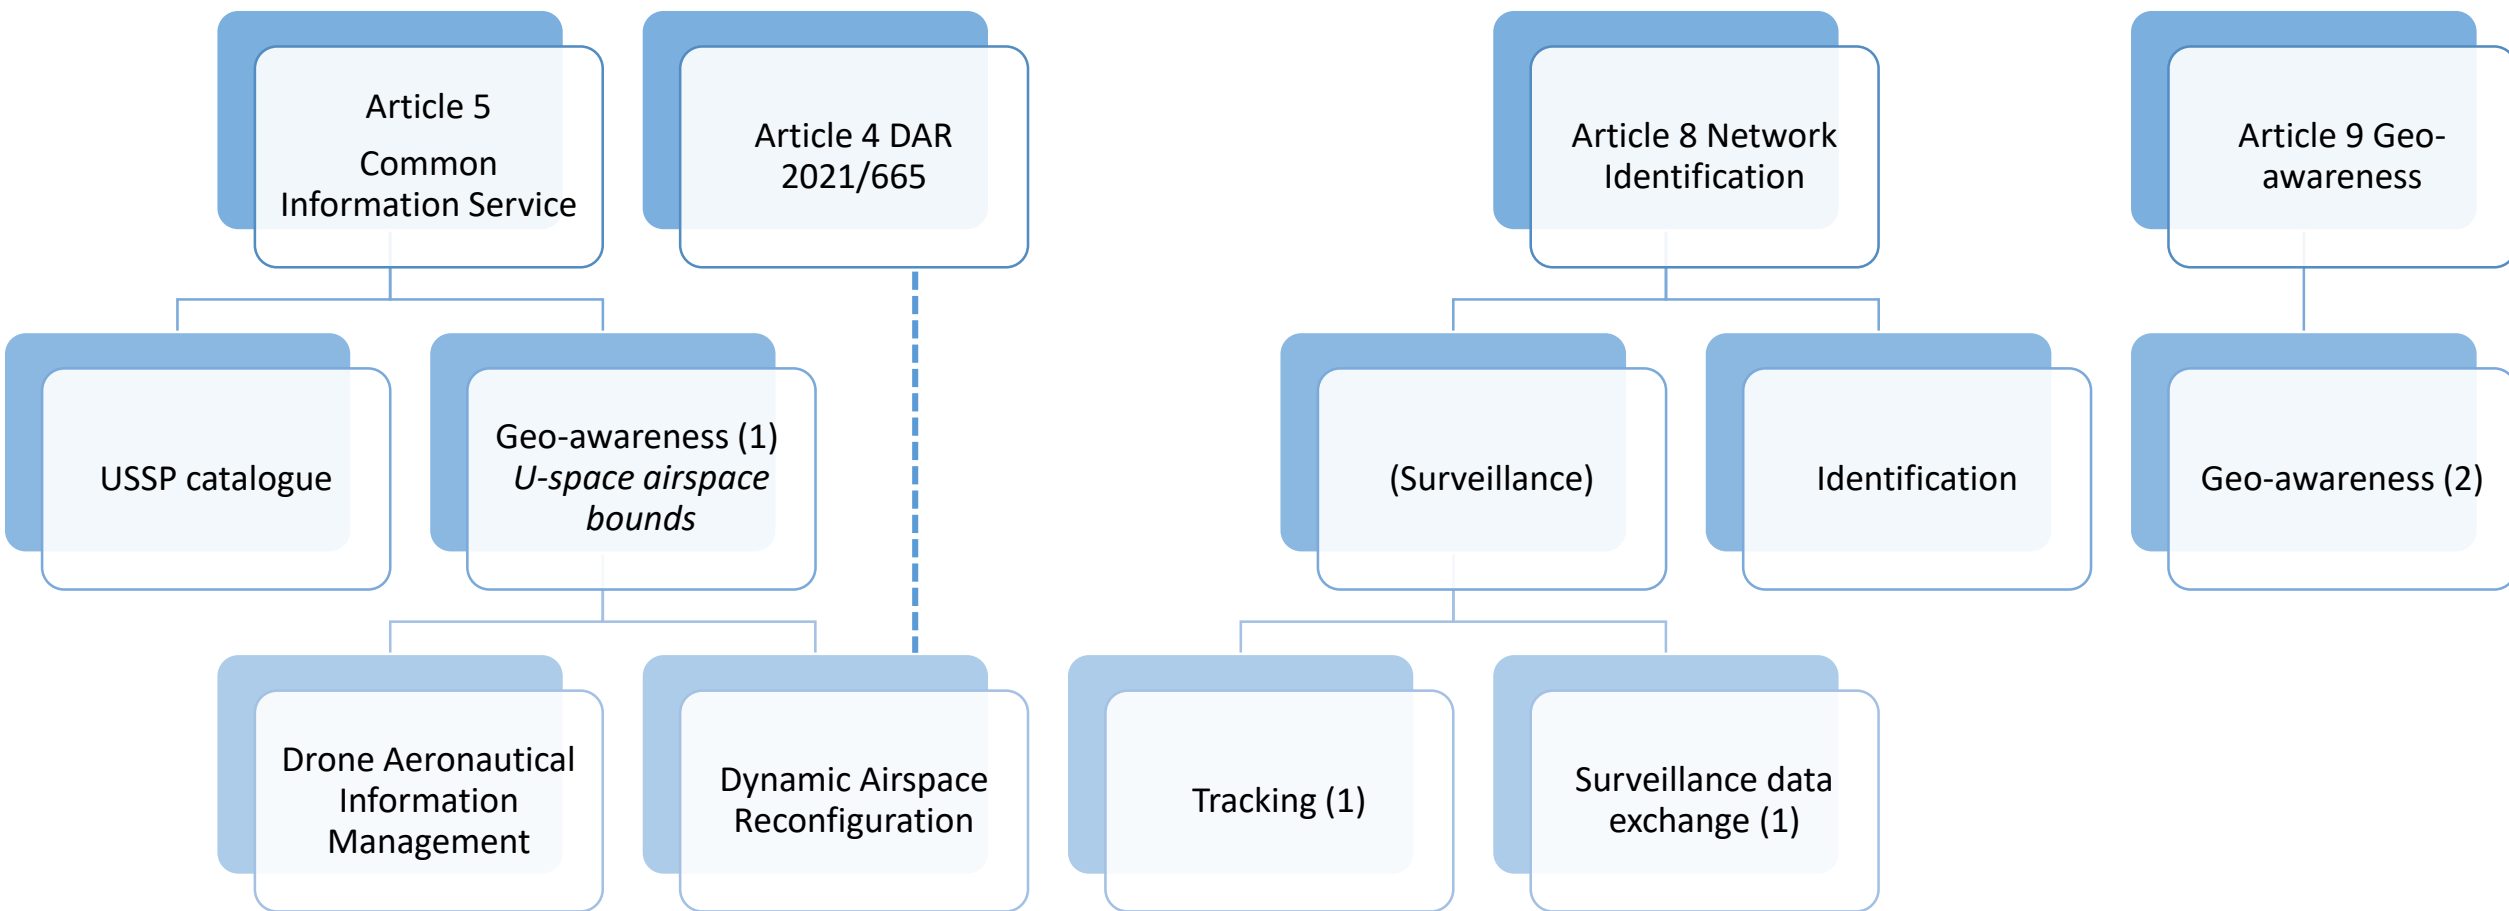 Article 5
Common
Information Service
Article 4 DAR
2021/665
Article 8 Network
Identification
Article 9 Geo-
awareness
USSP catalogue
Geo-awareness (1)
U-space airspace
bounds
(Surveillance)
Identification
Geo-awareness (2)
Drone Aeronautical
Information
Management
Dynamic Airspace
Reconfiguration
Tracking (1)
Surveillance data
exchange (1)